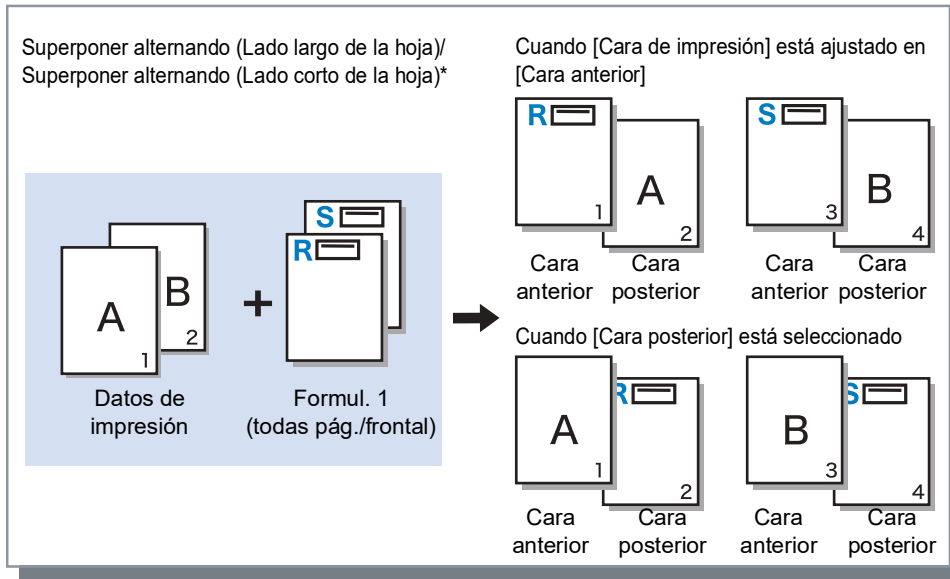 Superponer alternando (Lado largo de la hoja)/
Superponer alternando (Lado corto de la hoja)*
A
1
B
2
+
S
R
Datos de
impresión
Formul. 1
(todas pág./frontal)
Cuando [Cara de impresión] está ajustado en
[Cara anterior]
R
1
A
2
S
3
B
4
Cara
anterior
Cara
posterior
Cara
anterior
Cara
posterior
Cuando [Cara posterior] está seleccionado
A
1
R
2
B
3
S
4
Cara
anterior
Cara
posterior
Cara
anterior
Cara
posterior